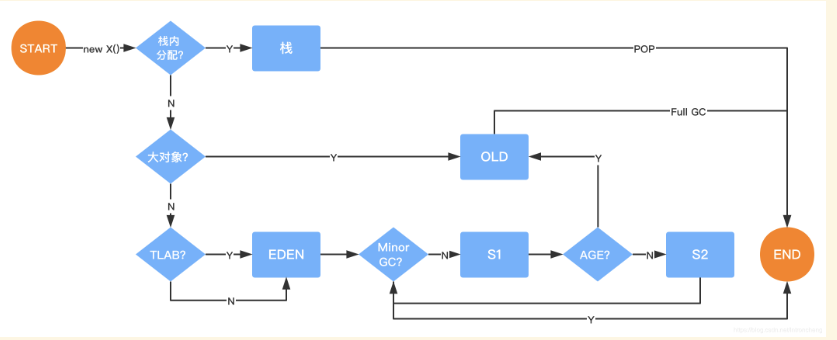 START
new X()
栈内
分配?
Y
栈
POP
N
Full GC
大对象?
Y
OLD
Y
N
TLAB?
Y
EDEN
Minor
GC?
N
S1
AGE?
N
S2
END
N
Y